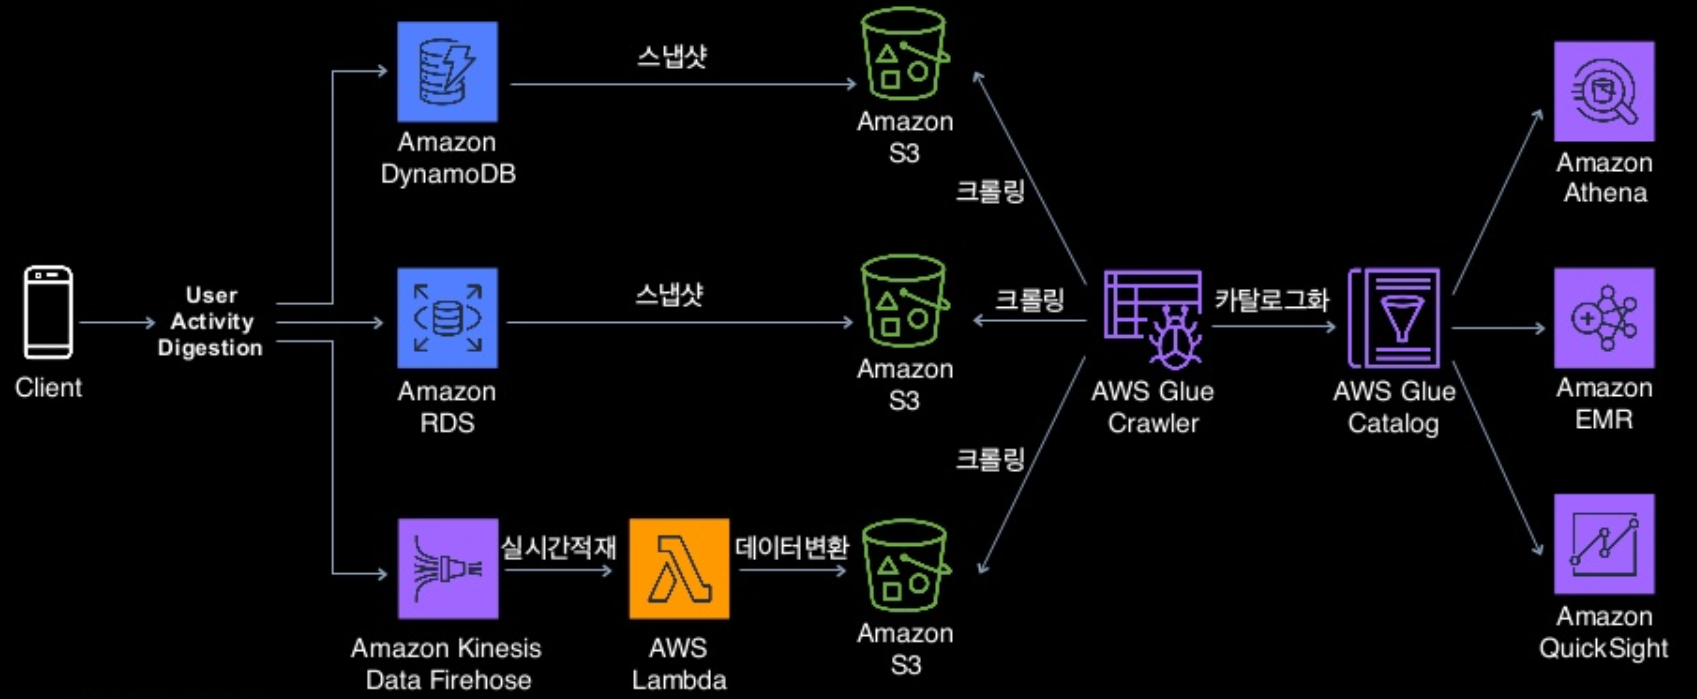 Client
User
Activity
Digestion
Amazon
DynamoDB
스냅샷
Amazon
S3
Amazon
RDS
스냅샷
Amazon
S3
Amazon Kinesis
Data Firehose
실시간적재
AWS
Lambda
데이터변환
Amazon
S3
크롤링
크롤링
크롤링
AWS Glue
Crawler
카탈로그화
AWS Glue
Catalog
Amazon
Athena
Amazon
EMR
Amazon
QuickSight